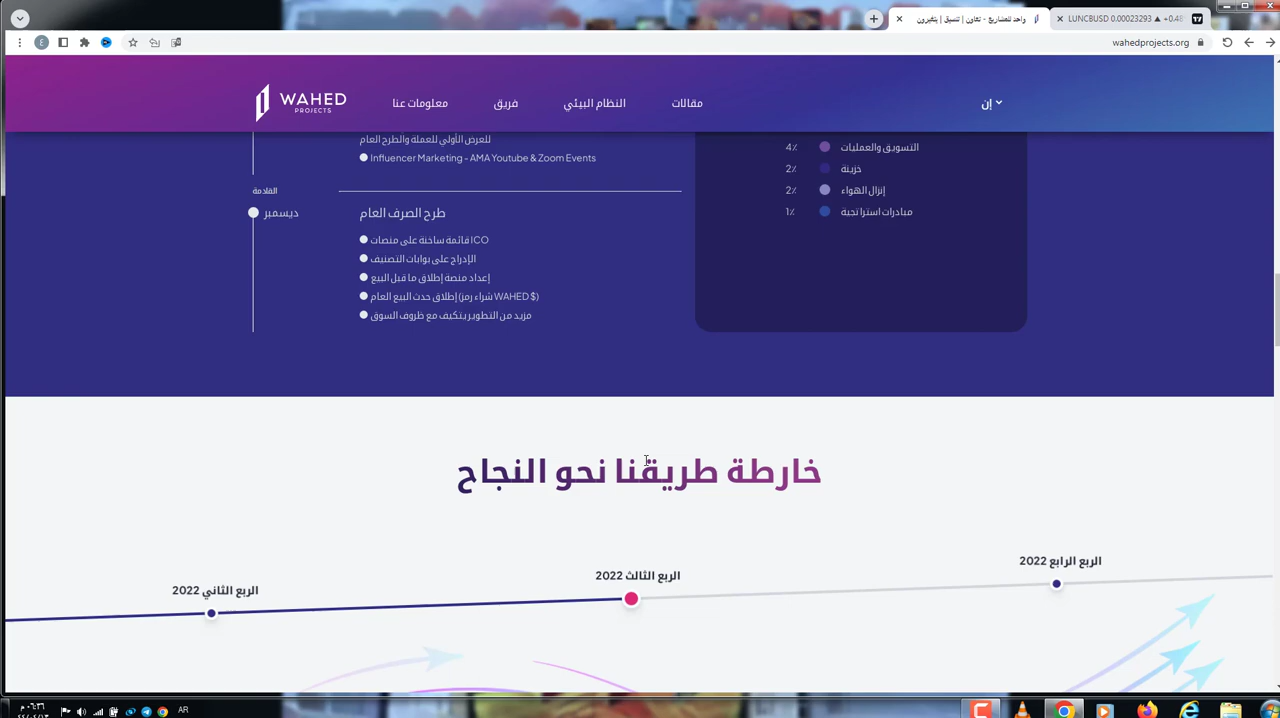 واحد للمشاريع - تعاون | تنسيق | يتغيرون
LUNCBUSD 0.00023293 ▲ +0.48
wahedprojects.org
WAHED
PROJECTS
معلومات عنا
فريق
النظام البيئي
مقالات
إن
للعرض الأولي للعملة والطرح العام
Influencer Marketing - AMA Youtube & Zoom Events
القادمة
ديسمبر
طرح الصرف العام
ICO قائمة ساخنة على منصات
الإدراج على بوابات التصنيف
إعداد منصة إطلاق ما قبل البيع
($ WAHED شراء رمز) إطلاق حدث البيع العام
مزيد من التطوير يتكيف مع ظروف السوق
4٪ التسويق والعمليات
2٪ خزينة
2٪ إنزال الهواء
1٪ مبادرات استراتجية
خارطة طريقنا نحو النجاح
الربع الثاني 2022
الربع الثالث 2022
الربع الرابع 2022
AR